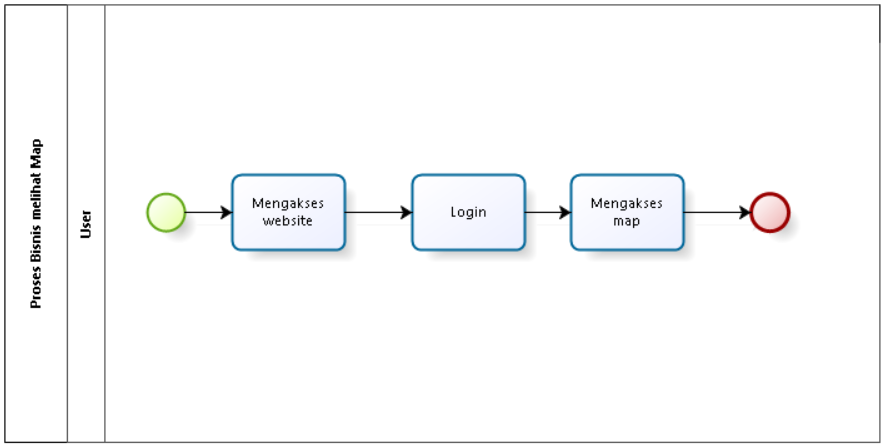 Proses Bisnis melihat Map
User
Mengakses
website
Login
Mengakses
map